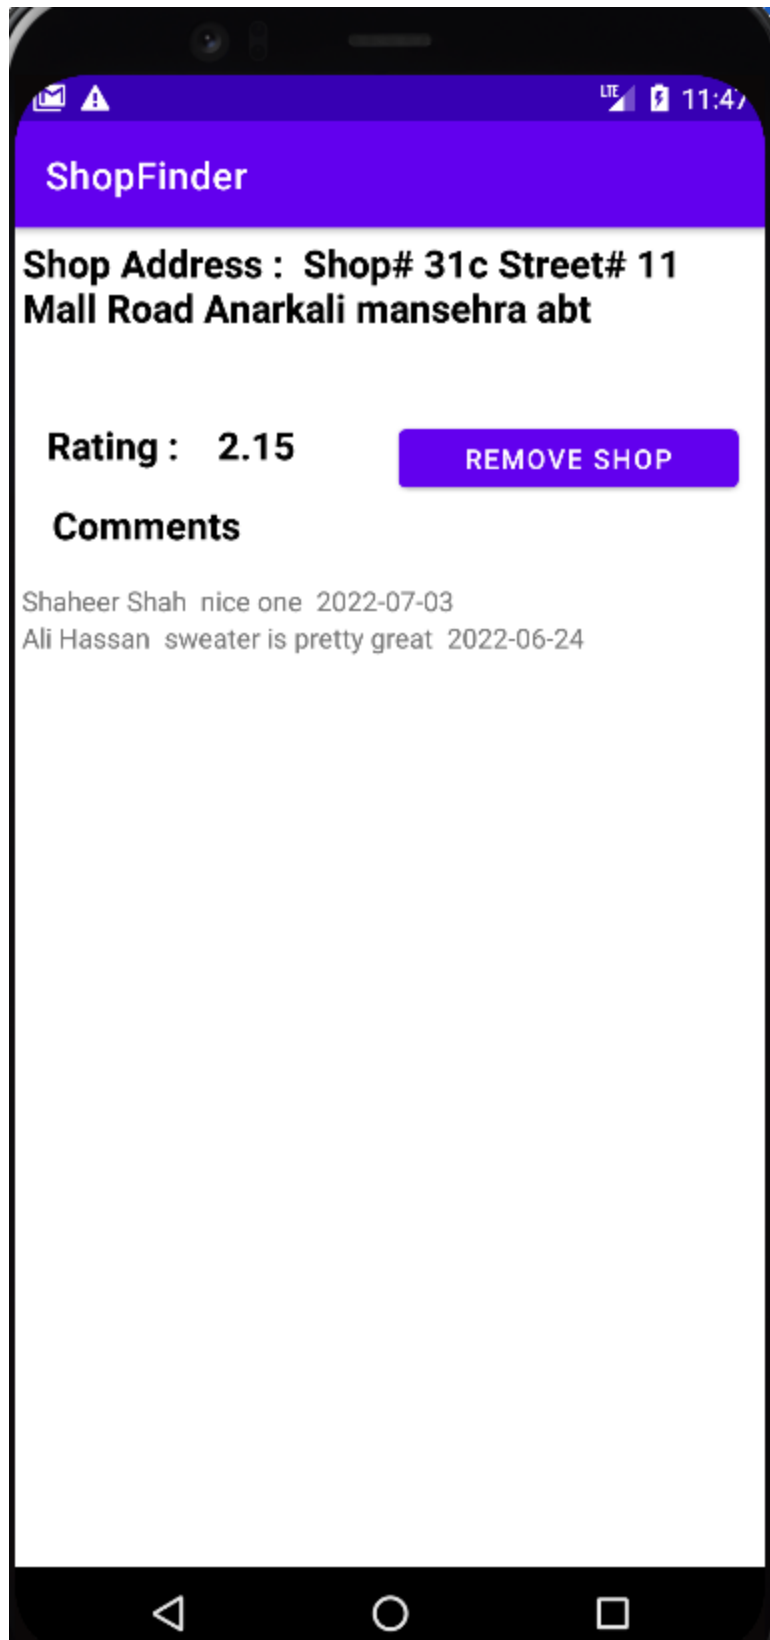 LTE 11:47
ShopFinder
Shop Address :  Shop# 31c Street# 11
Mall Road Anarkali mansehra abt
Rating :  2.15
REMOVE SHOP
Comments
Shaheer Shah  nice one  2022-07-03
Ali Hassan  sweater is pretty great  2022-06-24